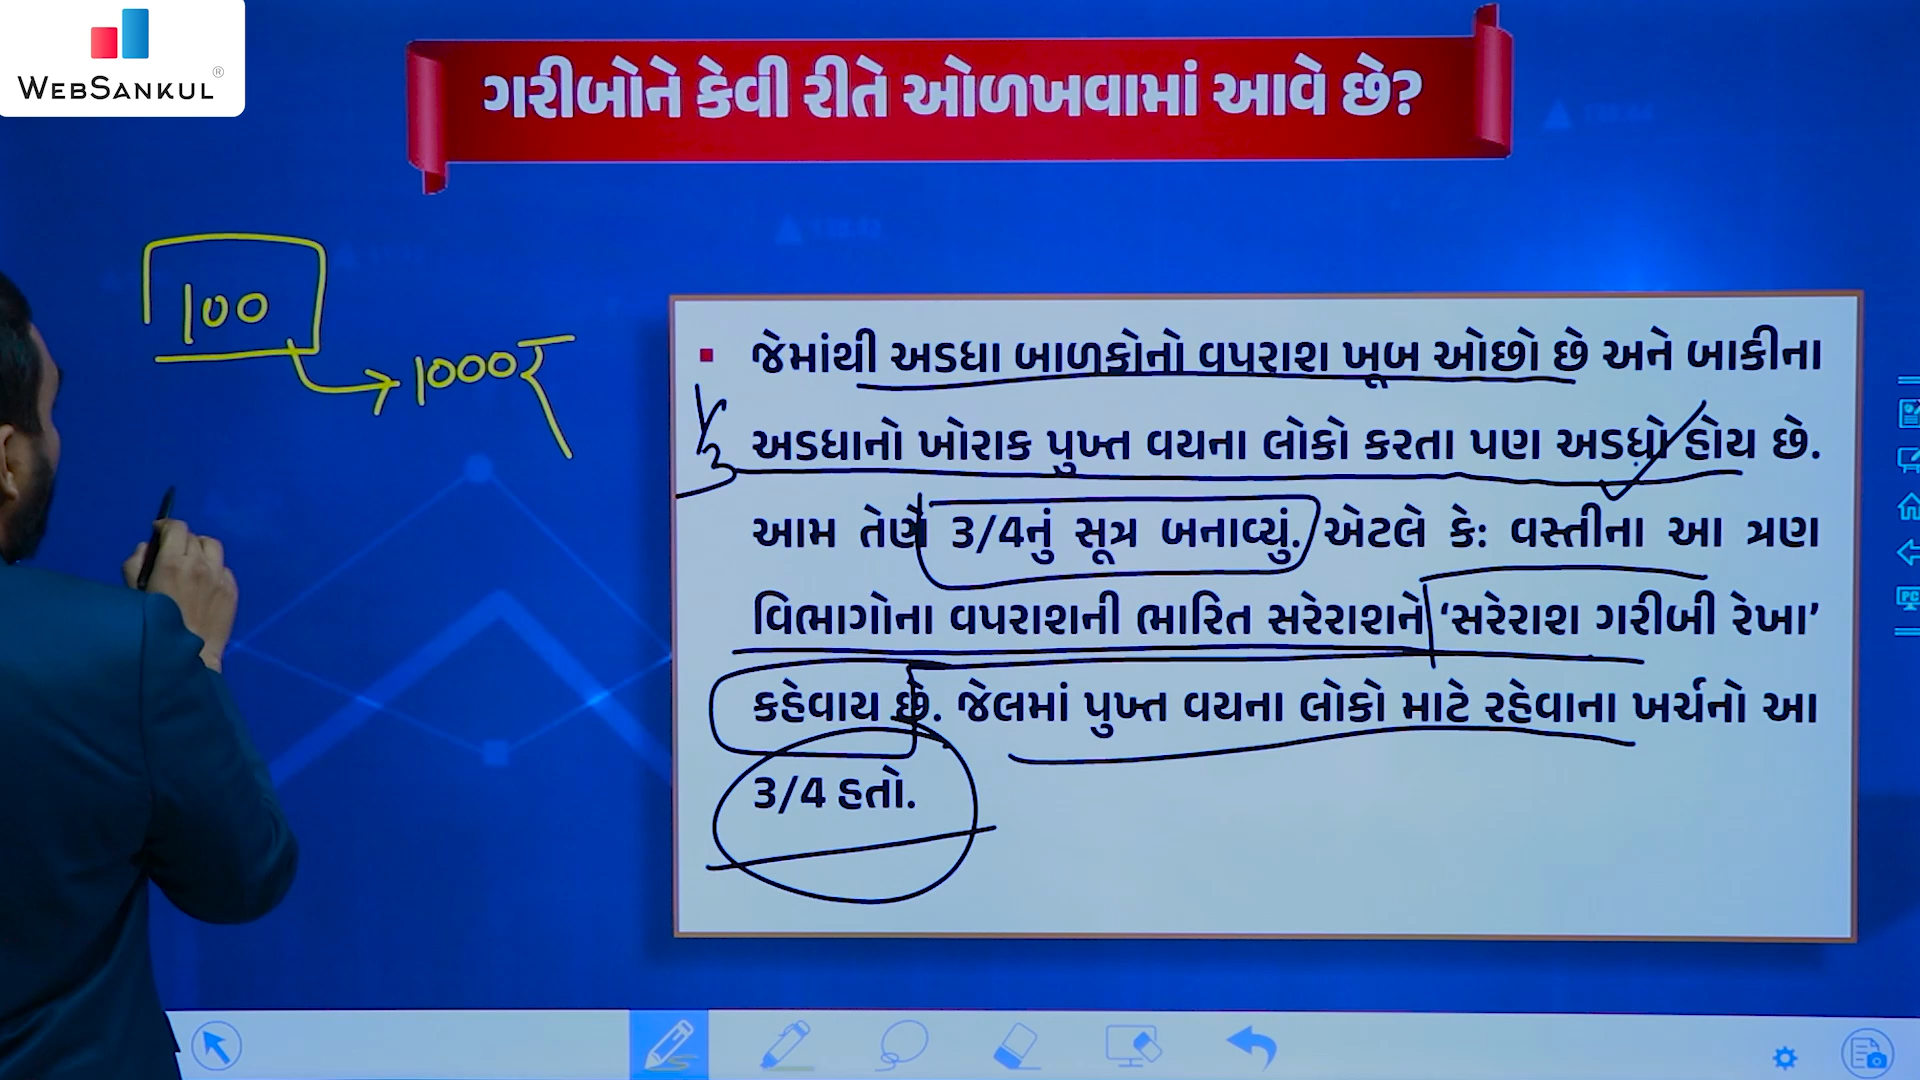 WEBSANKUL®
ગરીબોને કેવી રીતે ઓળખવામાં આવે છે?
100
1000₹
▪ જેમાંથી અડધા બાળકોનો વપરાશ ખૂબ ઓછો છે અને બાકીના
અડધાનો ખોરાક પુખ્ત વયના લોકો કરતા પણ અડધો હોય છે.
આમ તેણે 3/4નું સૂત્ર બનાવ્યું. એટલે કે: વસ્તીના આ ત્રણ
વિભાગોના વપરાશની ભારિત સરેરાશને ‘સરેરાશ ગરીબી રેખા’
કહેવાય છે. જેલમાં પુખ્ત વયના લોકો માટે રહેવાના ખર્ચનો આ
3/4 હતો.